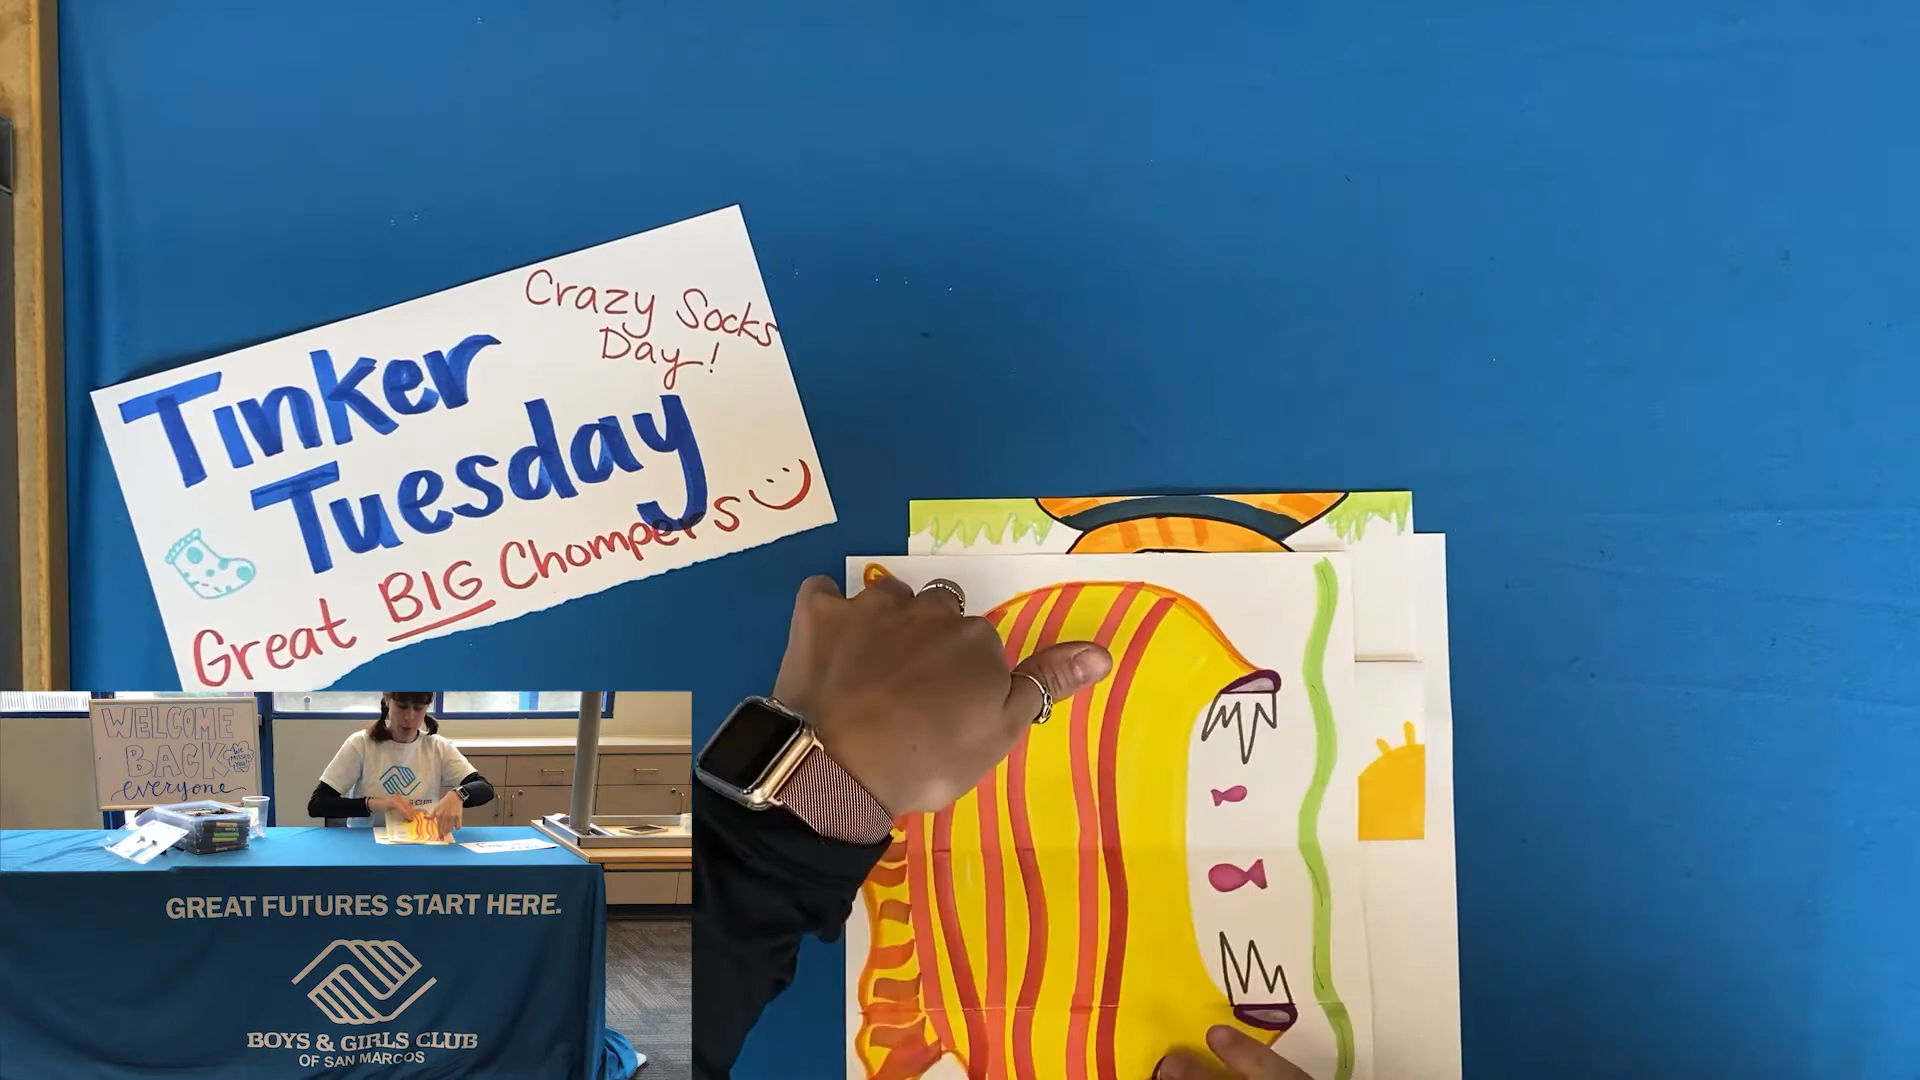 Crazy Socks
Day!
Tinker
Tuesday
Great BIG Chompers
WELCOME
BACK
everyone
GREAT FUTURES START HERE.
BOYS & GIRLS CLUB
OF SAN MARCOS